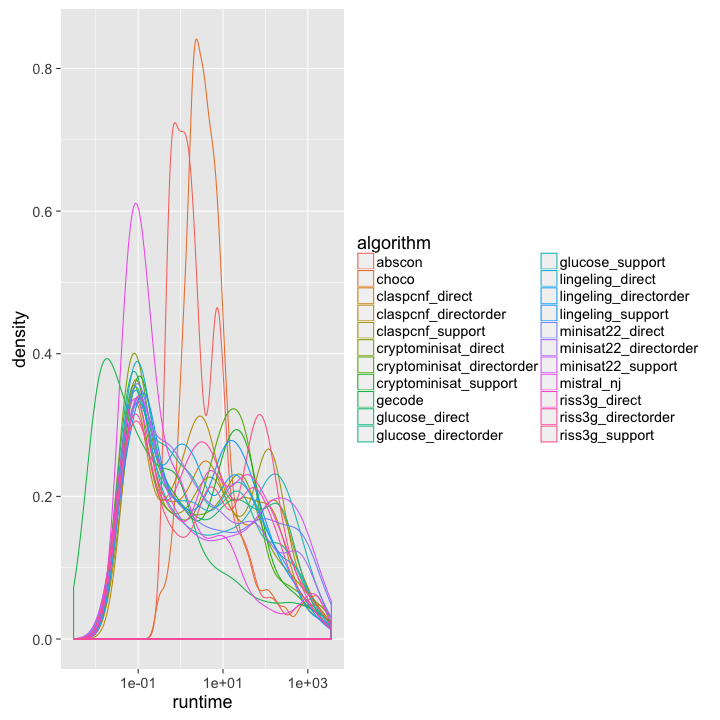 density
0.8
0.6
0.4
0.2
0.0
1e-01 1e+01 1e+03
runtime
algorithm
abscon
choco
claspcnf_direct
claspcnf_directorder
claspcnf_support
cryptominisat_direct
cryptominisat_directorder
cryptominisat_support
gecode
glucose_direct
glucose_directorder
glucose_support
lingeling_direct
lingeling_directorder
lingeling_support
minisat22_direct
minisat22_directorder
minisat22_support
mistral_nj
riss3g_direct
riss3g_directorder
riss3g_support